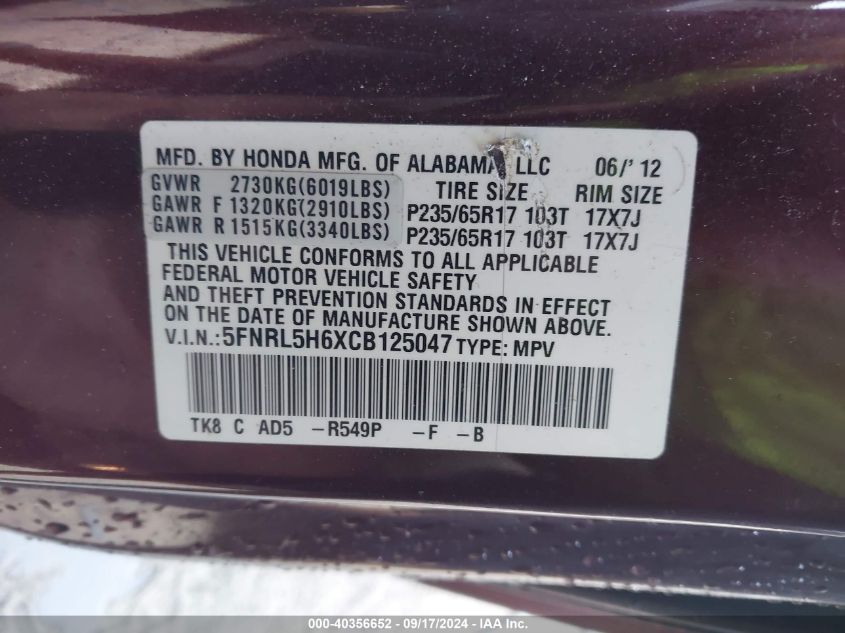 MFD. BY HONDA MFG. OF ALABAMA, LLC 06/' 12
GVWR 2730KG(6019LBS) TIRE SIZE RIM SIZE
GAWR F 1320KG(2910LBS) P235/65R17 103T 17X7J
GAWR R 1515KG(3340LBS) P235/65R17 103T 17X7J
THIS VEHICLE CONFORMS TO ALL APPLICABLE
FEDERAL MOTOR VEHICLE SAFETY
AND THEFT PREVENTION STANDARDS IN EFFECT
ON THE DATE OF MANUFACTURE SHOWN ABOVE.
V.I.N.:5FNRL5H6XCB125047 TYPE: MPV
TK8 C AD5 -R549P -F -B
000-40356652 - 09/17/2024 - IAAI Inc.